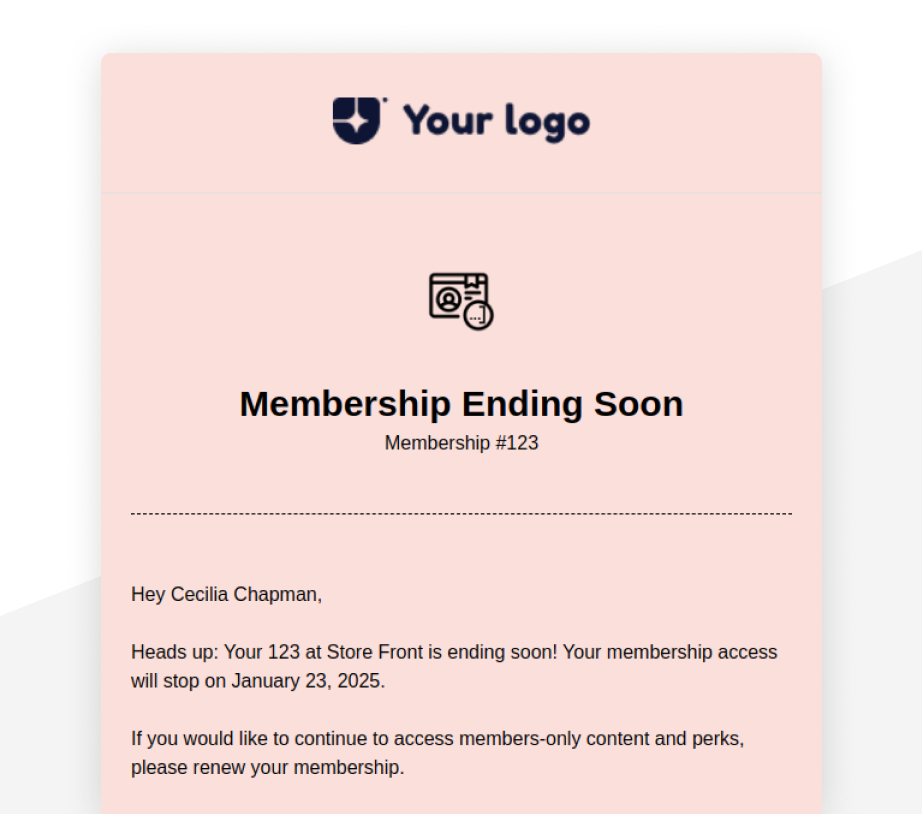 Your logo
Membership Ending Soon
Membership #123
Hey Cecilia Chapman,
Heads up: Your 123 at Store Front is ending soon! Your membership access
will stop on January 23, 2025.
If you would like to continue to access members-only content and perks,
please renew your membership.